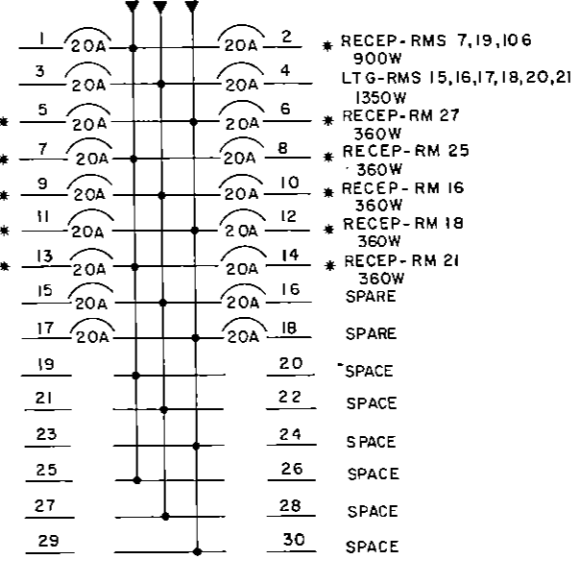 1 20A 20A 2 * RECEP-RMS 7,19,106
900W
3 20A 20A 4 LTG-RMS 15,16,17,18,20,21
1350W
* 5 20A 20A 6 * RECEP-RM 27
360W
* 7 20A 20A 8 * RECEP-RM 25
360W
* 9 20A 20A 10 * RECEP-RM 16
360W
* 11 20A 20A 12 * RECEP-RM 18
360W
* 13 20A 20A 14 * RECEP-RM 21
360W
15 20A 20A 16 SPARE
17 20A 20A 18 SPARE
19 20 SPACE
21 22 SPACE
23 24 SPACE
25 26 SPACE
27 28 SPACE
29 30 SPACE